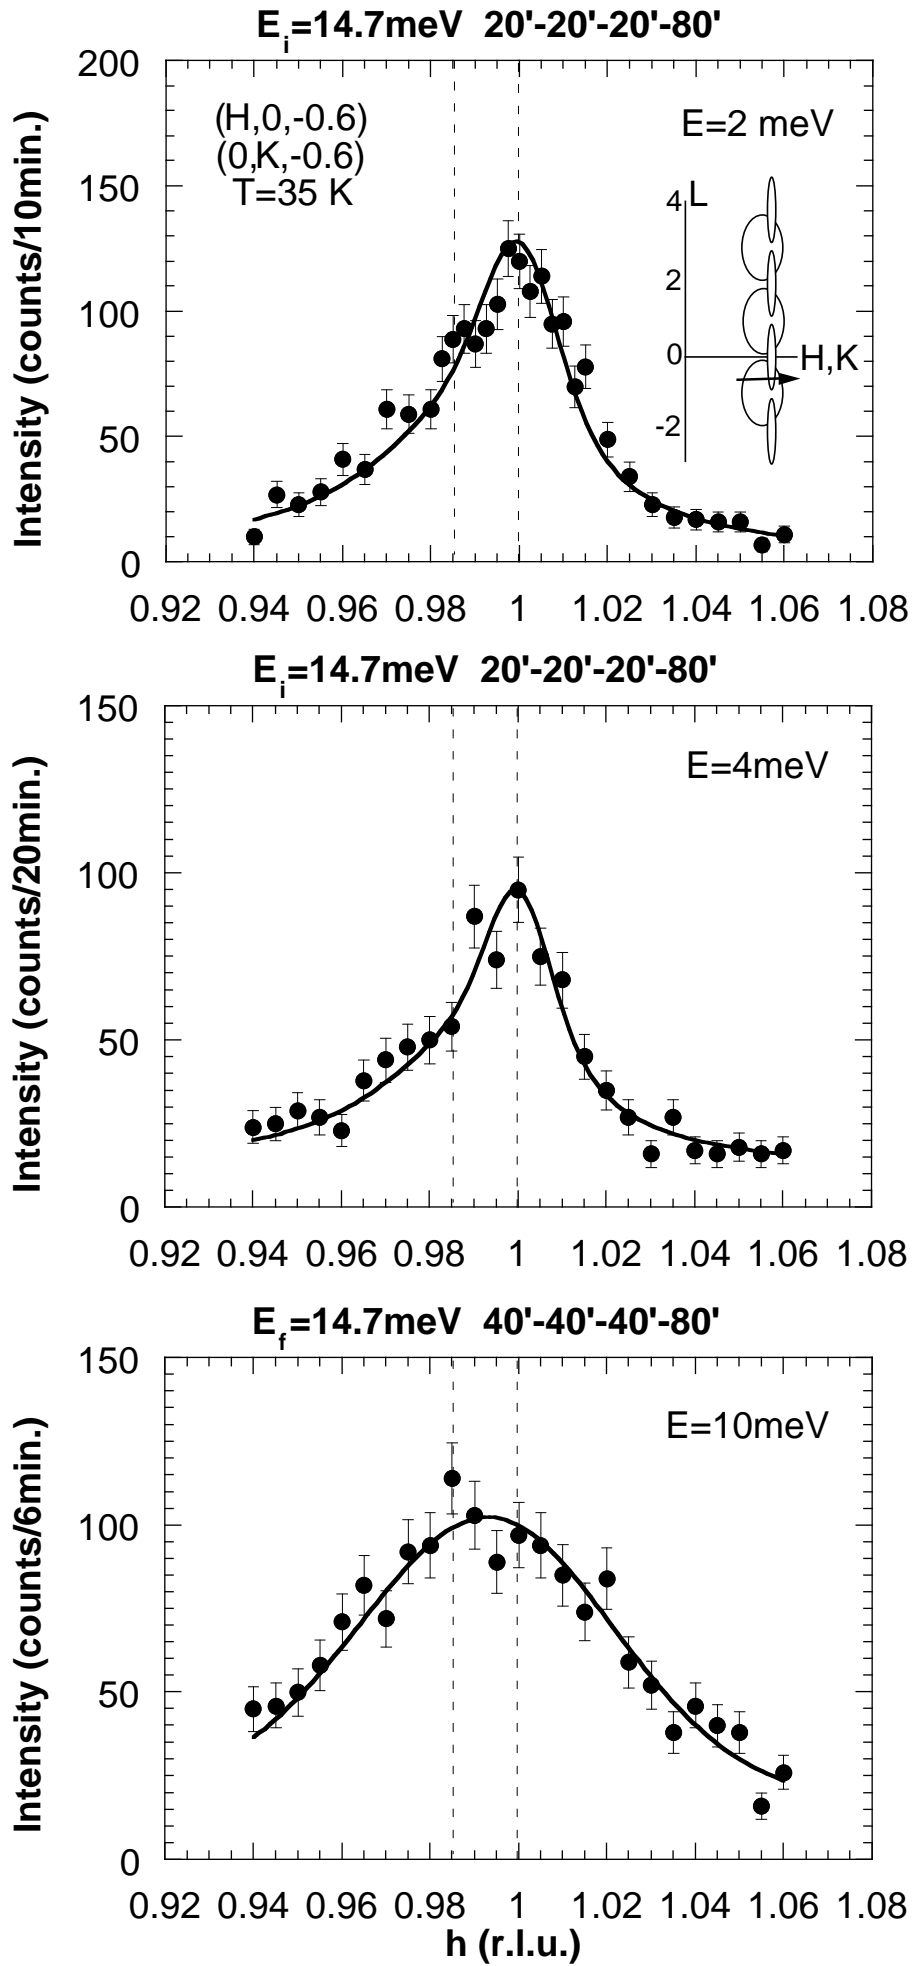 E_i=14.7meV 20'-20'-20'-80'
200
150
100
50
0
Intensity (counts/10min.)
(H,0,-0.6)
(0,K,-0.6)
T=35 K
E=2 meV
4 L
2
0
H,K
-2
0.92 0.94 0.96 0.98 1 1.02 1.04 1.06 1.08
E_i=14.7meV 20'-20'-20'-80'
150
100
50
0
Intensity (counts/20min.)
E=4meV
0.92 0.94 0.96 0.98 1 1.02 1.04 1.06 1.08
E_f=14.7meV 40'-40'-40'-80'
150
100
50
0
Intensity (counts/6min.)
E=10meV
0.92 0.94 0.96 0.98 1 1.02 1.04 1.06 1.08
h (r.l.u.)